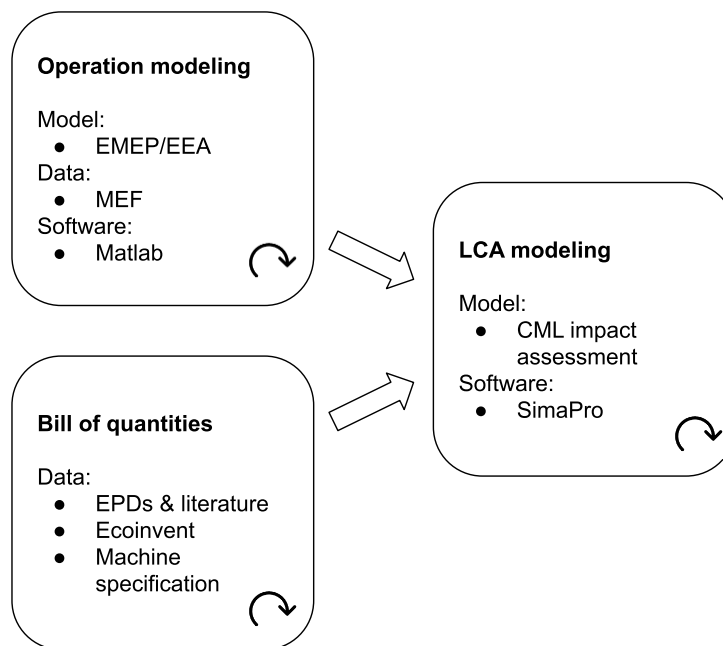 Operation modeling
Model:
● EMEP/EEA
Data:
● MEF
Software:
● Matlab
Bill of quantities
Data:
● EPDs & literature
● Ecoinvent
● Machine
specification
LCA modeling
Model:
● CML impact
assessment
Software:
● SimaPro